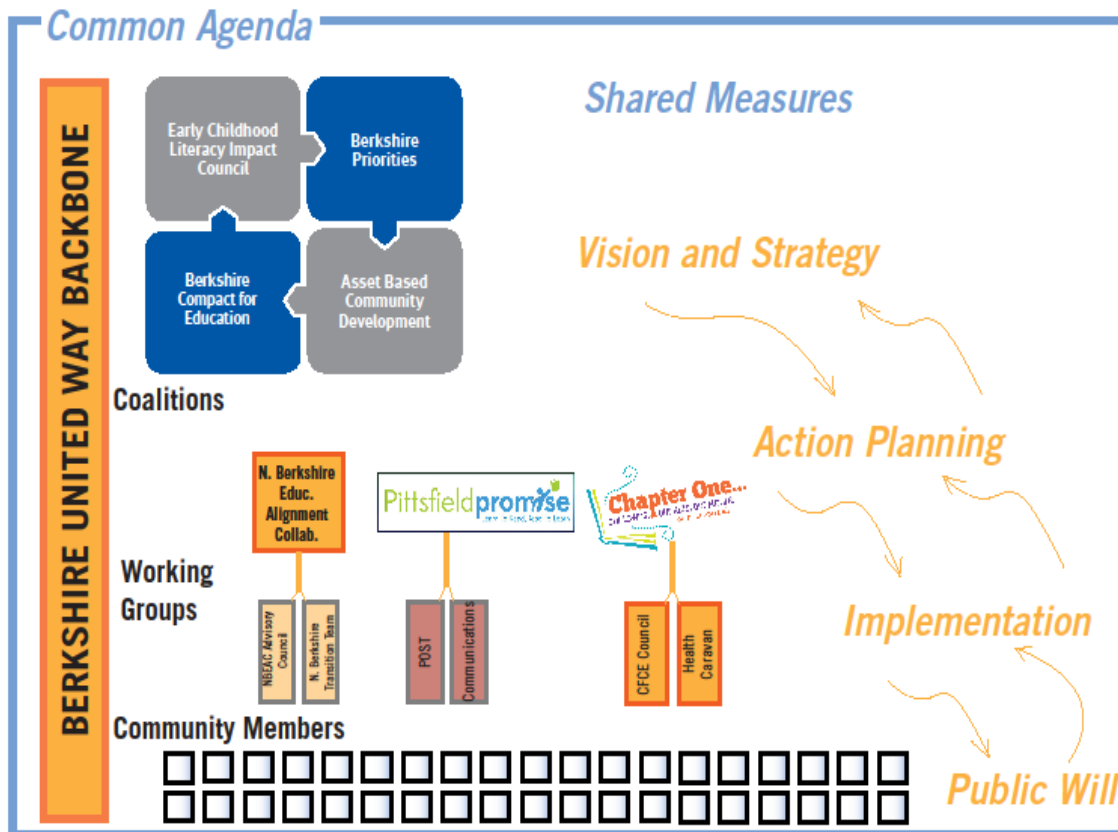 Common Agenda
BERKSHIRE UNITED WAY BACKBONE
Early Childhood
Literacy Impact
Council
Berkshire
Priorities
Berkshire
Compact for
Education
Asset Based
Community
Development
Shared Measures
Vision and Strategy
Coalitions
Action Planning
N. Berkshire
Educ.
Alignment
Collab.
Pittsfieldpromise
Chapter One...
Working
Groups
NBEAC Advisory
Council
N. Berkshire
Transition Team
POST
Communications
CFCE Council
Health
Caravan
Implementation
Community Members
Public Will